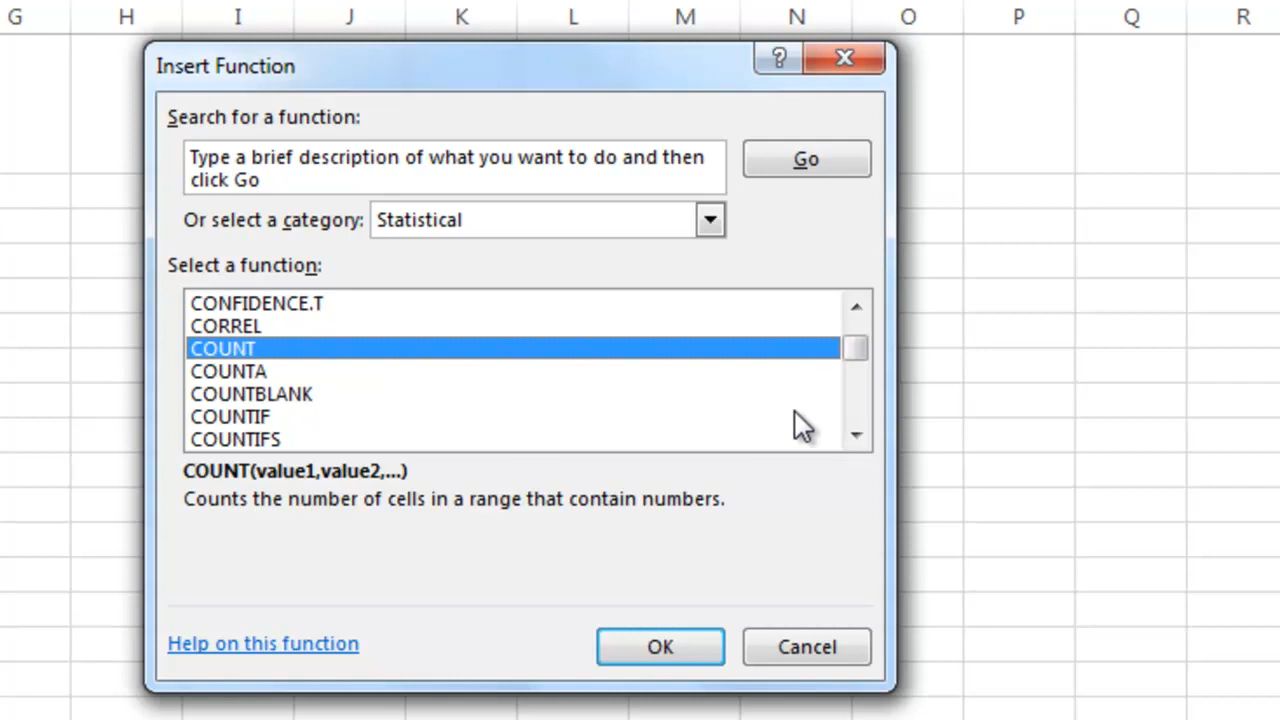 G H I J K L M N O P Q R
Insert Function
?
Search for a function:
Type a brief description of what you want to do and then
click Go
Go
Or select a category: Statistical
Select a function:
CONFIDENCE.T
CORREL
COUNT
COUNTA
COUNTBLANK
COUNTIF
COUNTIFS
COUNT(value1,value2,...)
Counts the number of cells in a range that contain numbers.
Help on this function
OK
Cancel